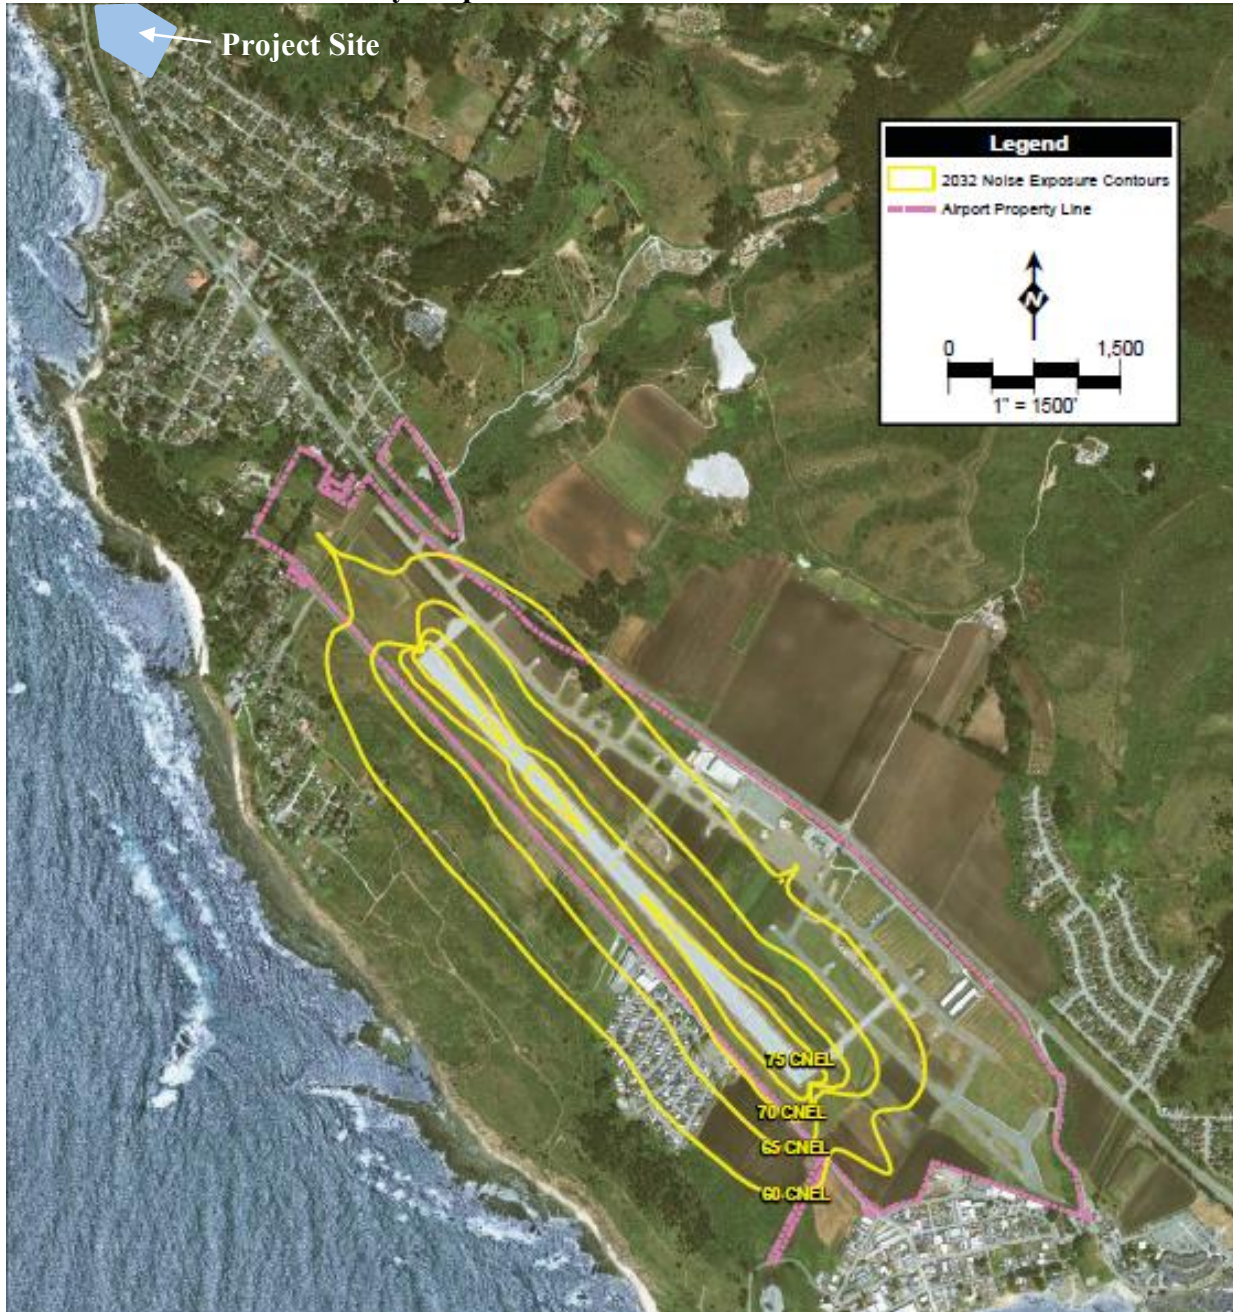 Project Site
Legend
2032 Noise Exposure Contours
Airport Property Line
N
0 1,500
1" = 1500'
75 CNEL
70 CNEL
65 CNEL
60 CNEL